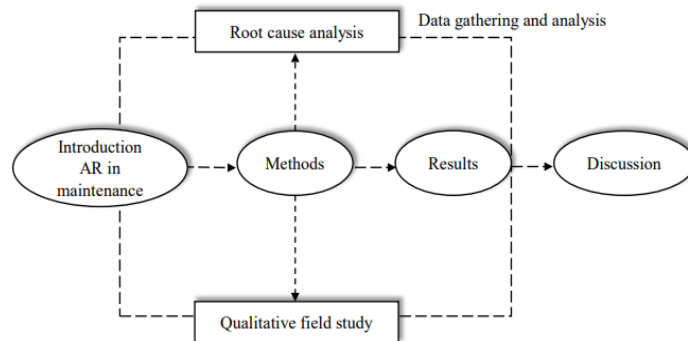 Root cause analysis
Data gathering and analysis
Introduction
AR in
maintenance
Methods
Results
Discussion
Qualitative field study